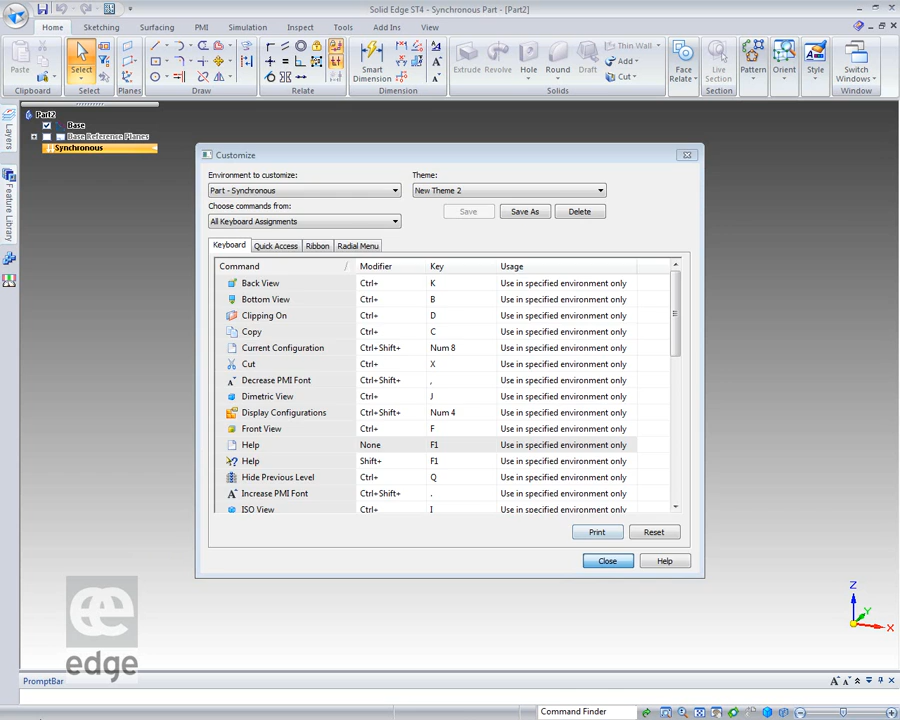 Solid Edge ST4 - Synchronous Part - [Part2]
Home Sketching Surfacing PMI Simulation Inspect Tools Add Ins View
Paste Select Smart Dimension Extrude Revolve Hole Round Draft Thin Wall Add Cut Face Relate Live Section Pattern Orient Style Switch Windows
Clipboard Select Planes Draw Relate Dimension Solids Section Window
Layers
Feature Library
Part2
Base
Base Reference Planes
Synchronous
Customize
Environment to customize: Theme:
Part - Synchronous New Theme 2
Choose commands from: Save Save As Delete
All Keyboard Assignments
Keyboard Quick Access Ribbon Radial Menu
Command Modifier Key Usage
Back View Ctrl+ K Use in specified environment only
Bottom View Ctrl+ B Use in specified environment only
Clipping On Ctrl+ D Use in specified environment only
Copy Ctrl+ C Use in specified environment only
Current Configuration Ctrl+Shift+ Num 8 Use in specified environment only
Cut Ctrl+ X Use in specified environment only
Decrease PMI Font Ctrl+Shift+ , Use in specified environment only
Dimetric View Ctrl+ J Use in specified environment only
Display Configurations Ctrl+Shift+ Num 4 Use in specified environment only
Front View Ctrl+ F Use in specified environment only
Help None F1 Use in specified environment only
Help Shift+ F1 Use in specified environment only
Hide Previous Level Ctrl+ Q Use in specified environment only
Increase PMI Font Ctrl+Shift+ . Use in specified environment only
ISO View Ctrl+ I Use in specified environment only
Print Reset
Close Help
edge
Z
Y
X
PromptBar
Command Finder